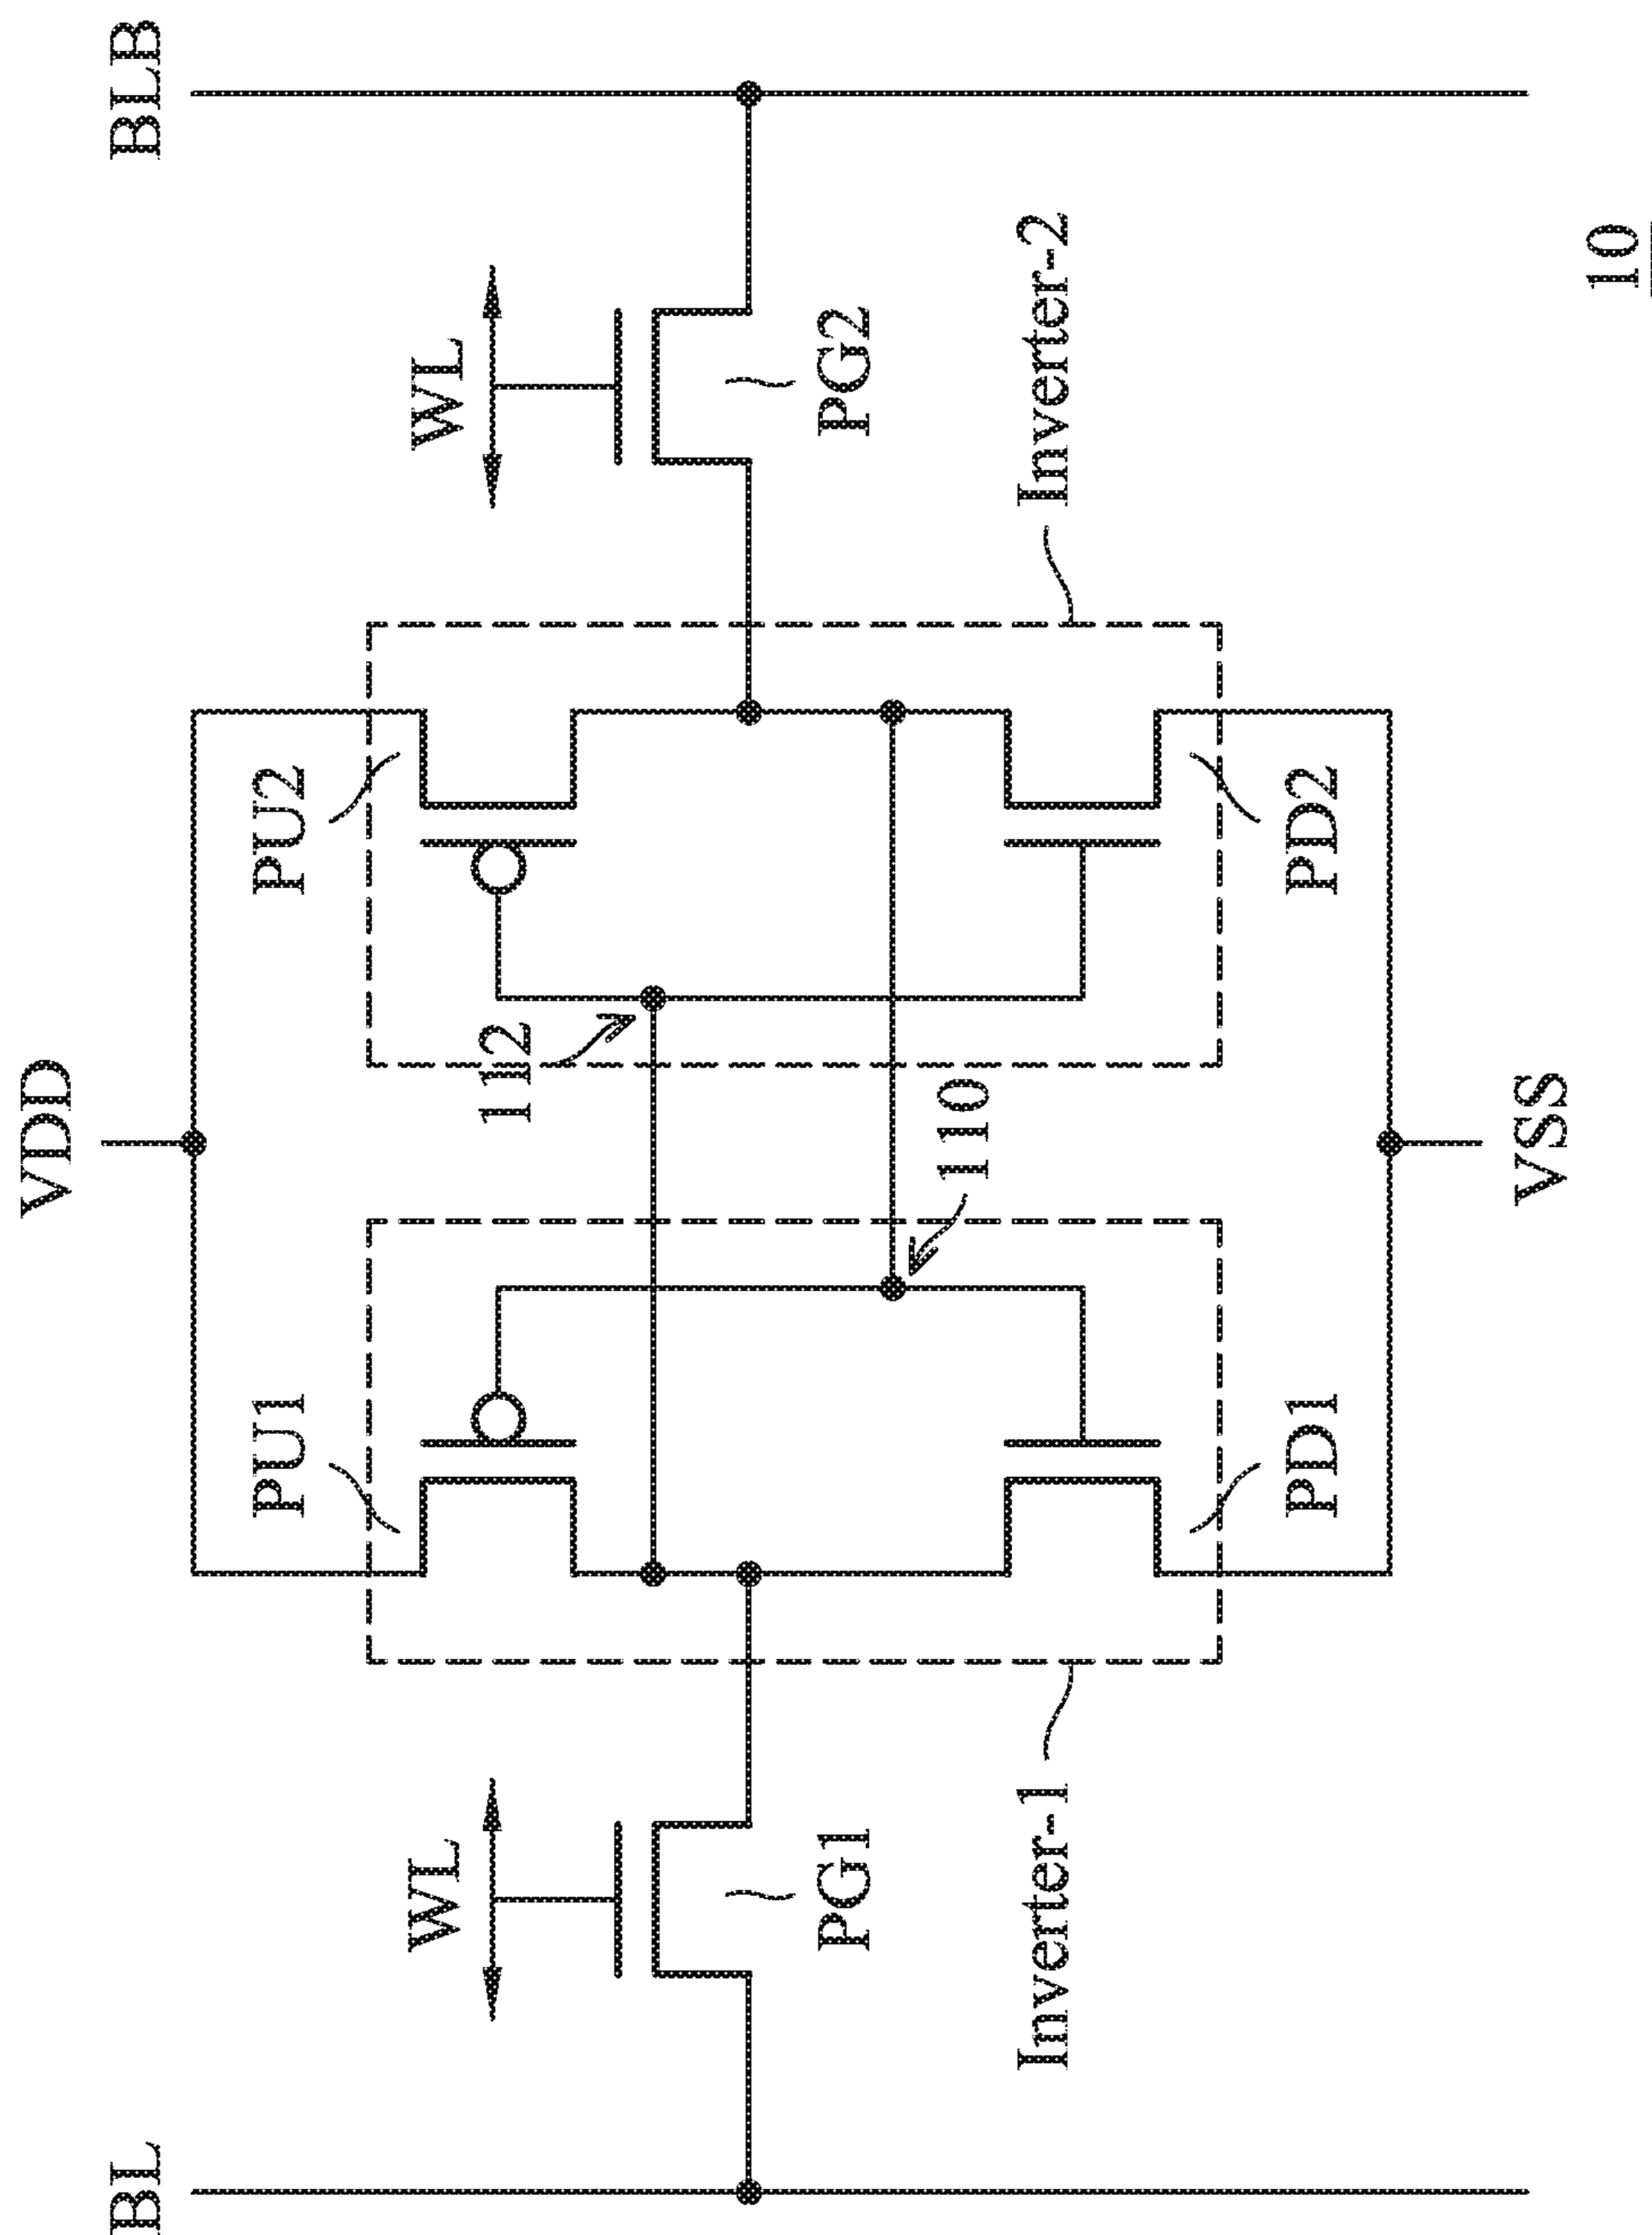 VDD
BL
BLB
PU1
PU2
WL
WL
112
PG1
PG2
110
Inverter-1
Inverter-2
PD1
PD2
VSS
10